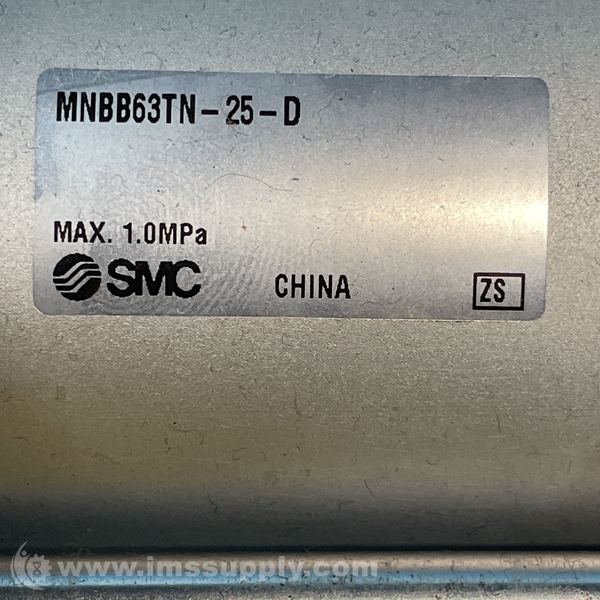 MNBB63TN-25-D
MAX. 1.0MPa
SMC CHINA ZS
www.imssupply.com